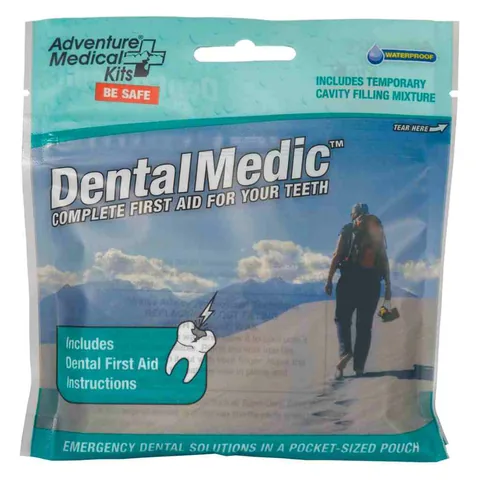 Adventure®
Medical
Kits
BE SAFE
WATERPROOF
INCLUDES TEMPORARY
CAVITY FILLING MIXTURE
TEAR HERE
DentalMedic™
COMPLETE FIRST AID FOR YOUR TEETH
Includes
Dental First Aid
Instructions
EMERGENCY DENTAL SOLUTIONS IN A POCKET-SIZED POUCH